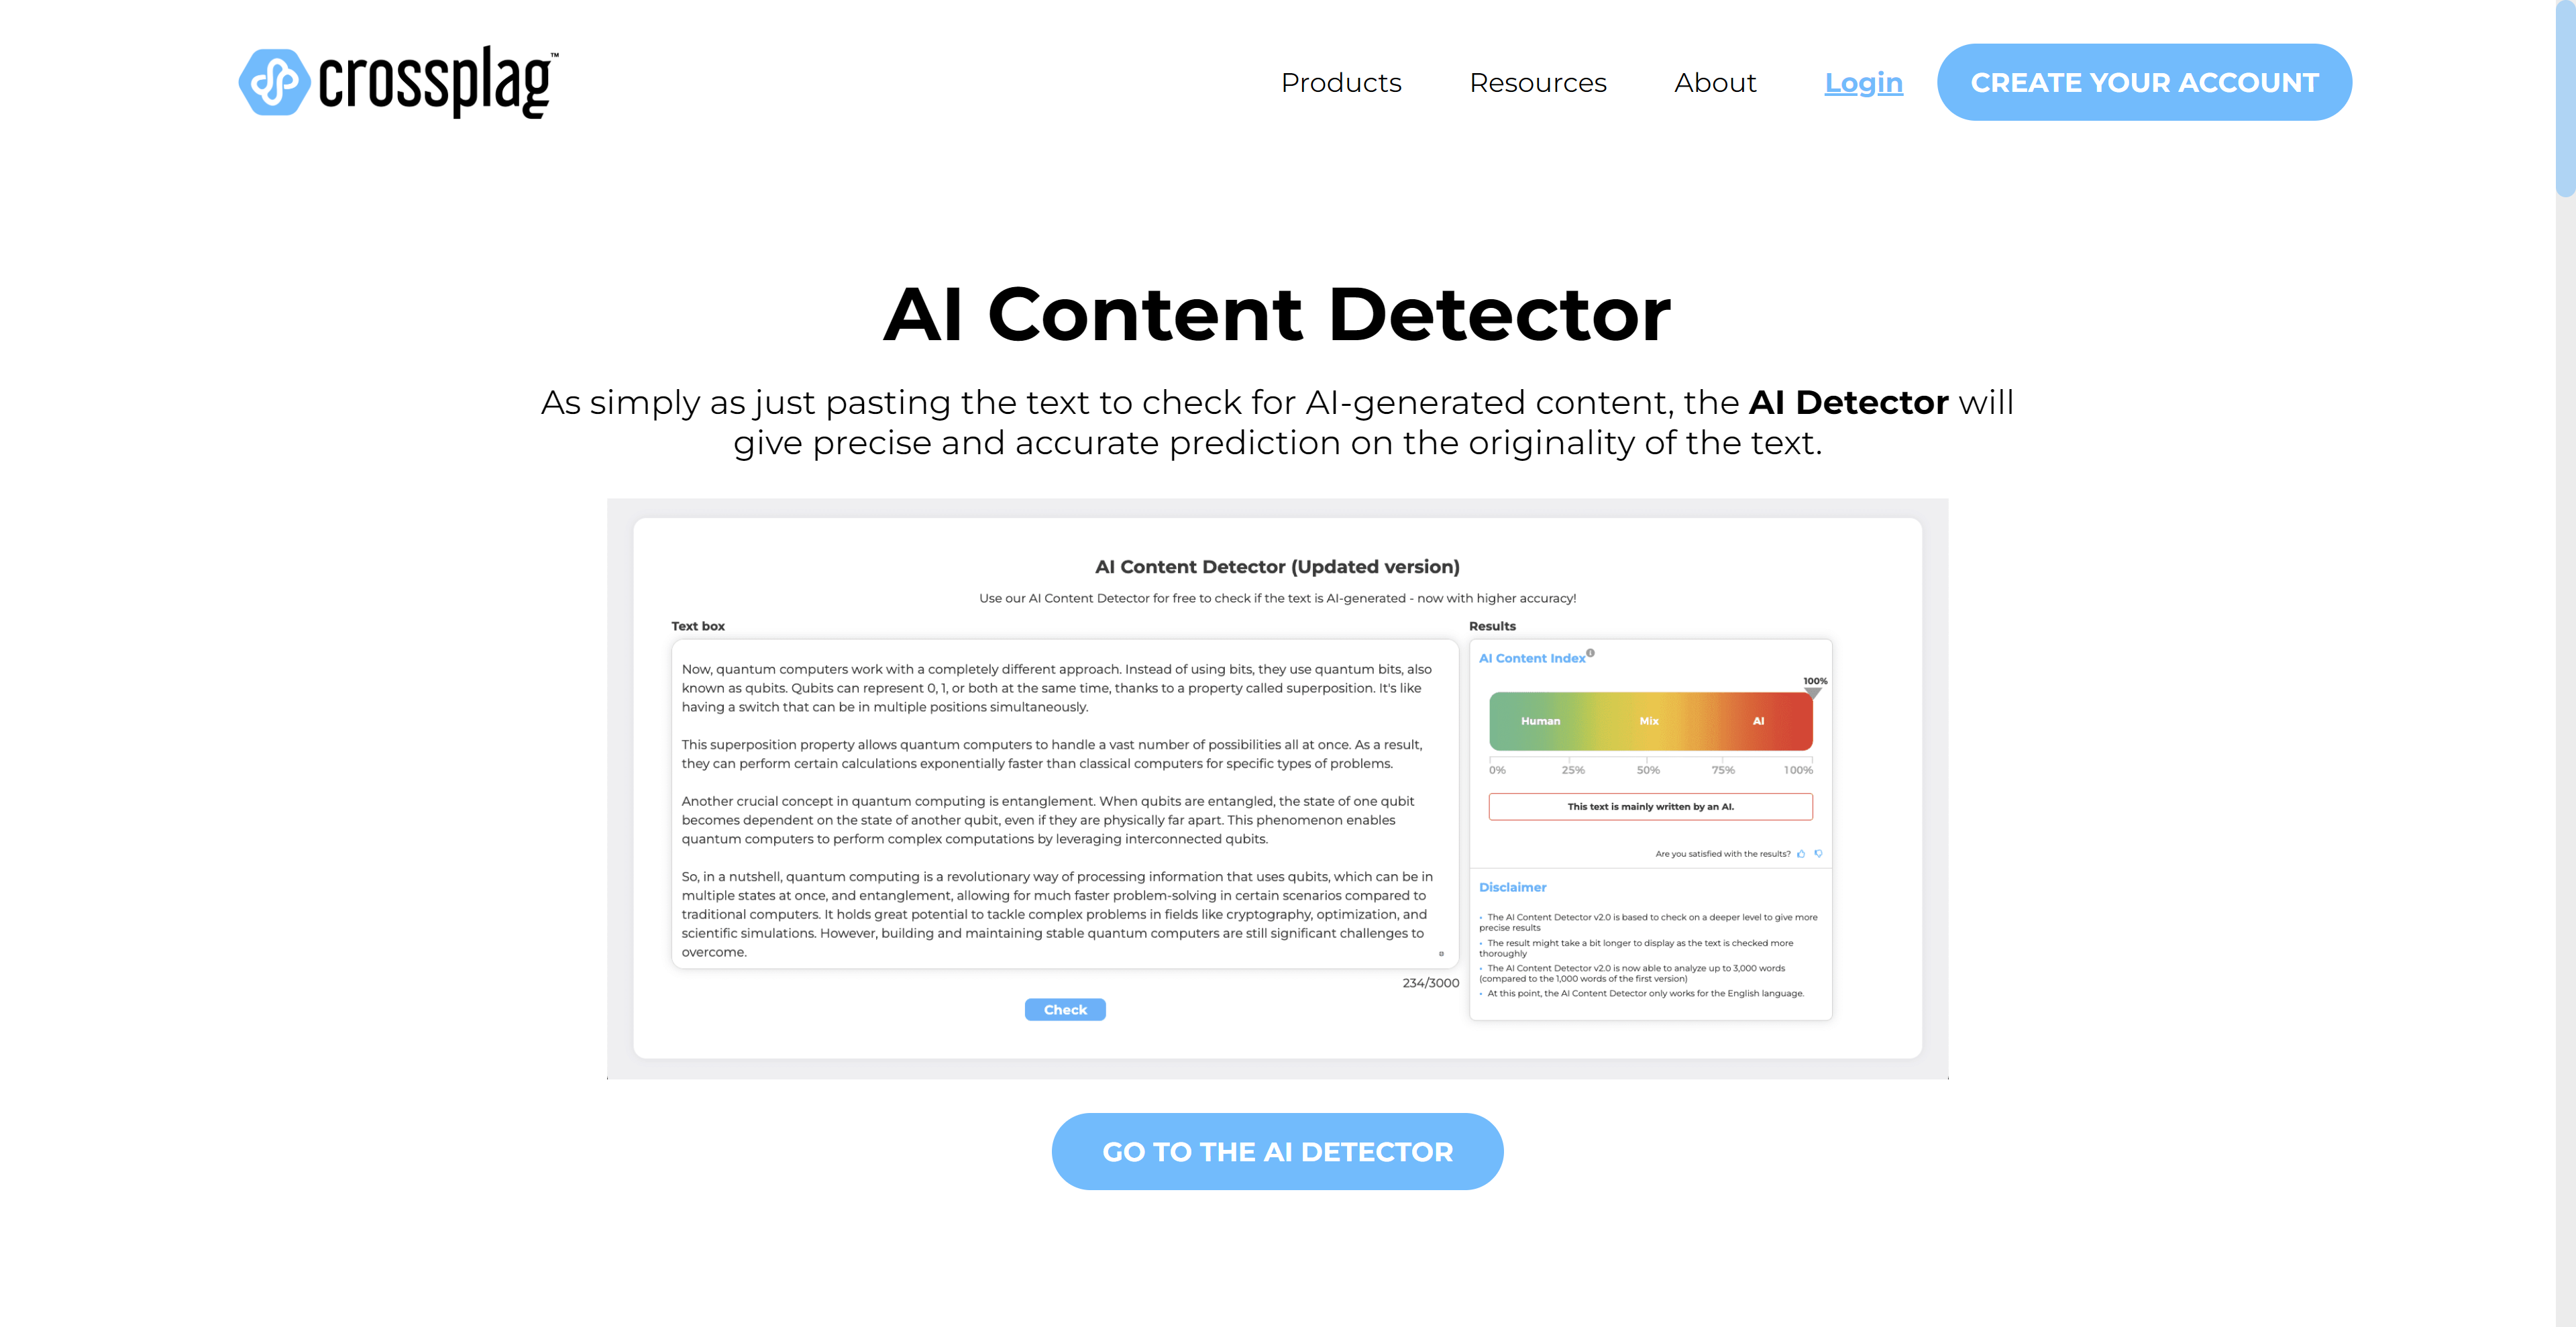 crossplag™
Products Resources About Login CREATE YOUR ACCOUNT
AI Content Detector
As simply as just pasting the text to check for AI-generated content, the AI Detector will
give precise and accurate prediction on the originality of the text.
AI Content Detector (Updated version)
Use our AI Content Detector for free to check if the text is AI-generated - now with higher accuracy!
Text box
Now, quantum computers work with a completely different approach. Instead of using bits, they use quantum bits, also
known as qubits. Qubits can represent 0, 1, or both at the same time, thanks to a property called superposition. It's like
having a switch that can be in multiple positions simultaneously.
This superposition property allows quantum computers to handle a vast number of possibilities all at once. As a result,
they can perform certain calculations exponentially faster than classical computers for specific types of problems.
Another crucial concept in quantum computing is entanglement. When qubits are entangled, the state of one qubit
becomes dependent on the state of another qubit, even if they are physically far apart. This phenomenon enables
quantum computers to perform complex computations by leveraging interconnected qubits.
So, in a nutshell, quantum computing is a revolutionary way of processing information that uses qubits, which can be in
multiple states at once, and entanglement, allowing for much faster problem-solving in certain scenarios compared to
traditional computers. It holds great potential to tackle complex problems in fields like cryptography, optimization, and
scientific simulations. However, building and maintaining stable quantum computers are still significant challenges to
overcome.
234/3000
Check
Results
AI Content Index
100%
Human Mix AI
0% 25% 50% 75% 100%
This text is mainly written by an AI.
Are you satisfied with the results?
Disclaimer
• The AI Content Detector v2.0 is based to check on a deeper level to give more
precise results
• The result might take a bit longer to display as the text is checked more
thoroughly
• The AI Content Detector v2.0 is now able to analyze up to 3,000 words
(compared to the 1,000 words of the first version)
• At this point, the AI Content Detector only works for the English language.
GO TO THE AI DETECTOR